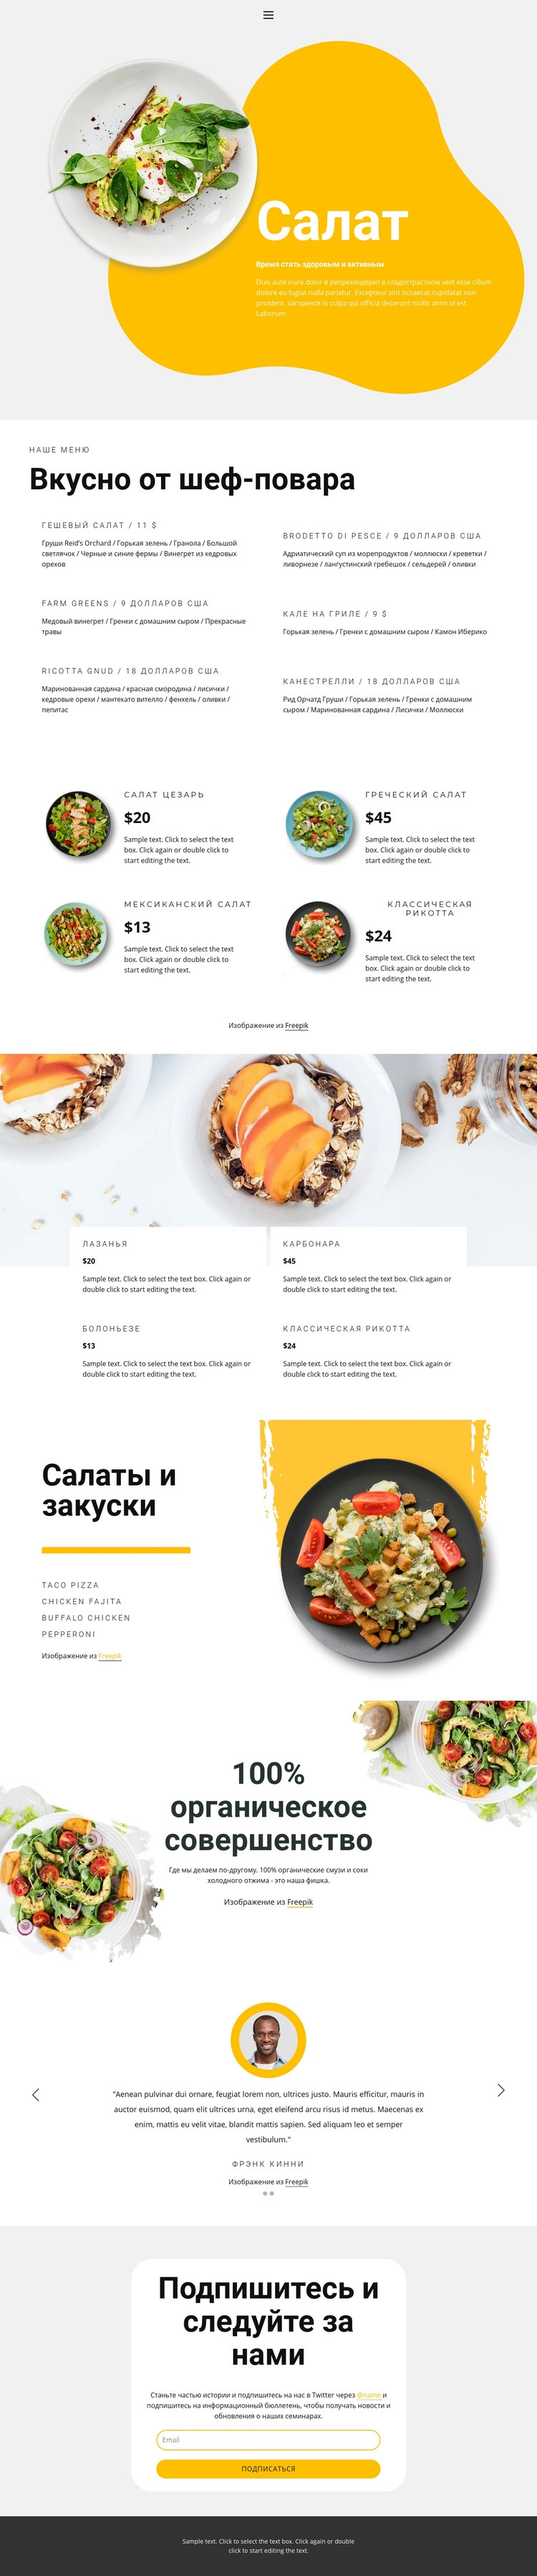 Салат
Время стать здоровым и активным
Duis aute irure dolor в репрехендерит в сладострастном velit esse cillum
dolore eu fugiat nulla pariatur. Excepteur sint occaecat cupidatat non
proident, загорелся in culpa qui officia deserunt mollit anim id est
Laborum.
НАШЕ МЕНЮ
Вкусно от шеф-повара
ГЕШЕВЫЙ САЛАТ / 11 $
Груши Reid's Orchard / Горькая зелень / Гранола / Большой
светлячок / Черные и синие фермы / Винегрет из кедровых
орехов
BRODETTO DI PESCE / 9 ДОЛЛАРОВ США
Адриатический суп из морепродуктов / моллюски / креветки /
ливорнезе / лангустинский гребешок / сельдерей / оливки
FARM GREENS / 9 ДОЛЛАРОВ США
Медовый винегрет / Гренки с домашним сыром / Прекрасные
травы
КАЛЕ НА ГРИЛЕ / 9 $
Горькая зелень / Гренки с домашним сыром / Камон Иберико
RICOTTA GNUD / 18 ДОЛЛАРОВ США
Маринованная сардина / красная смородина / лисички /
кедровые орехи / мантекато вителло / фенхель / оливки /
пепитас
КАНЕСТРЕЛЛИ / 18 ДОЛЛАРОВ США
Рид Орчатд Груши / Горькая зелень / Гренки с домашним
сыром / Маринованная сардина / Лисички / Моллюски
САЛАТ ЦЕЗАРЬ
$20
Sample text. Click to select the text
box. Click again or double click to
start editing the text.
ГРЕЧЕСКИЙ САЛАТ
$45
Sample text. Click to select the text
box. Click again or double click to
start editing the text.
МЕКСИКАНСКИЙ САЛАТ
$13
Sample text. Click to select the text
box. Click again or double click to
start editing the text.
КЛАССИЧЕСКАЯ
РИКОТТА
$24
Sample text. Click to select the text
box. Click again or double click to
start editing the text.
Изображение из Freepik
ЛАЗАНЬЯ
$20
Sample text. Click to select the text box. Click again or
double click to start editing the text.
КАРБОНАРА
$45
Sample text. Click to select the text box. Click again or
double click to start editing the text.
БОЛОНЬЕЗЕ
$13
Sample text. Click to select the text box. Click again or
double click to start editing the text.
КЛАССИЧЕСКАЯ РИКОТТА
$24
Sample text. Click to select the text box. Click again or
double click to start editing the text.
Салаты и
закуски
TACO PIZZA
CHICKEN FAJITA
BUFFALO CHICKEN
PEPPERONI
Изображение из Freepik
100%
органическое
совершенство
Где мы делаем по-другому. 100% органические смузи и соки
холодного отжима - это наша фишка.
Изображение из Freepik
"Aenean pulvinar dui ornare, feugiat lorem non, ultrices justo. Mauris efficitur, mauris in
auctor euismod, quam elit ultrices urna, eget eleifend arcu risus id metus. Maecenas ex
enim, mattis eu velit vitae, blandit mattis sapien. Sed aliquam leo et semper
vestibulum."
ФРЭНК КИННИ
Изображение из Freepik
Подпишитесь и
следуйте за
нами
Станьте частью истории и подпишитесь на нас в Twitter через @name и
подпишитесь на информационный бюллетень, чтобы получать новости и
обновления о наших семинарах.
Email
ПОДПИСАТЬСЯ
Sample text. Click to select the text box. Click again or double
click to start editing the text.